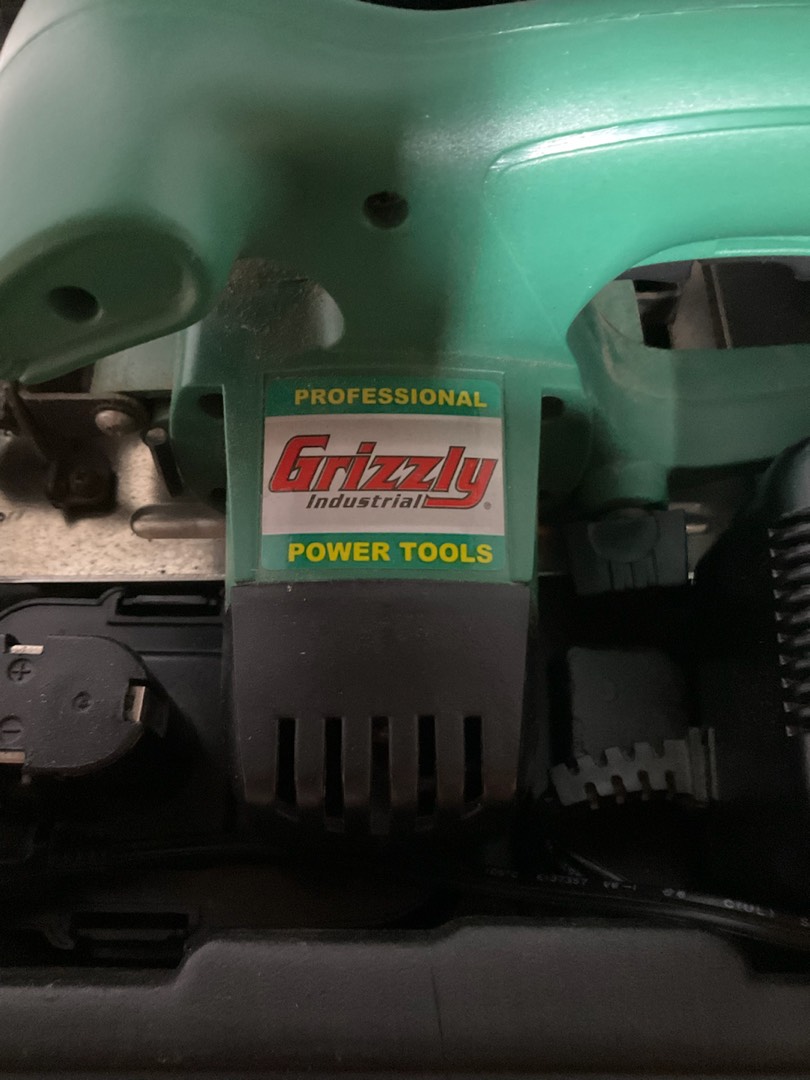 PROFESSIONAL
Grizzly
Industrial®
POWER TOOLS
+
−